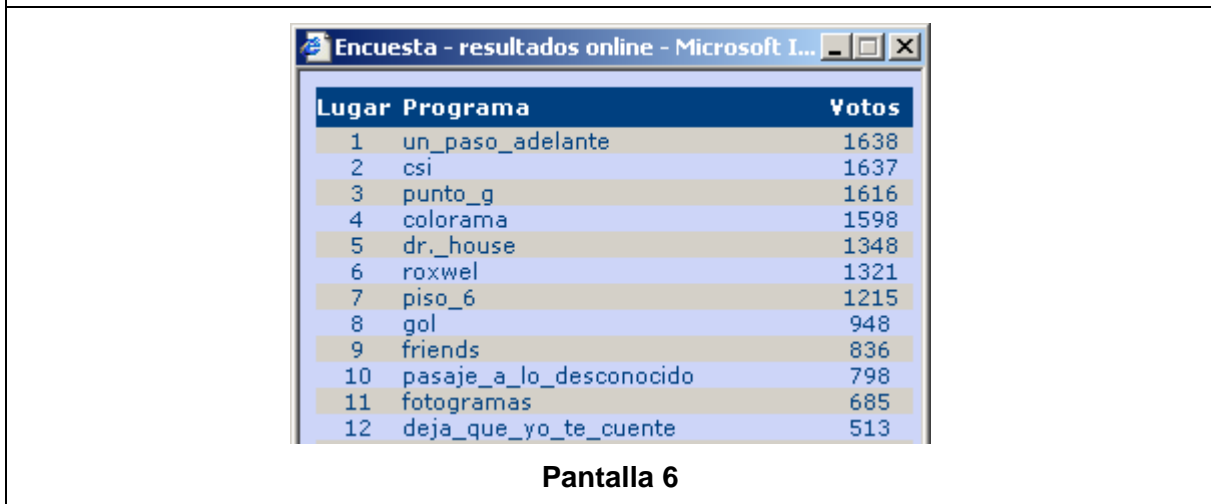 Encuesta - resultados online - Microsoft I...
Lugar Programa Votos
1 un_paso_adelante 1638
2 csi 1637
3 punto_g 1616
4 colorama 1598
5 dr._house 1348
6 roxwel 1321
7 piso_6 1215
8 gol 948
9 friends 836
10 pasaje_a_lo_desconocido 798
11 fotogramas 685
12 deja_que_yo_te_cuente 513
Pantalla 6